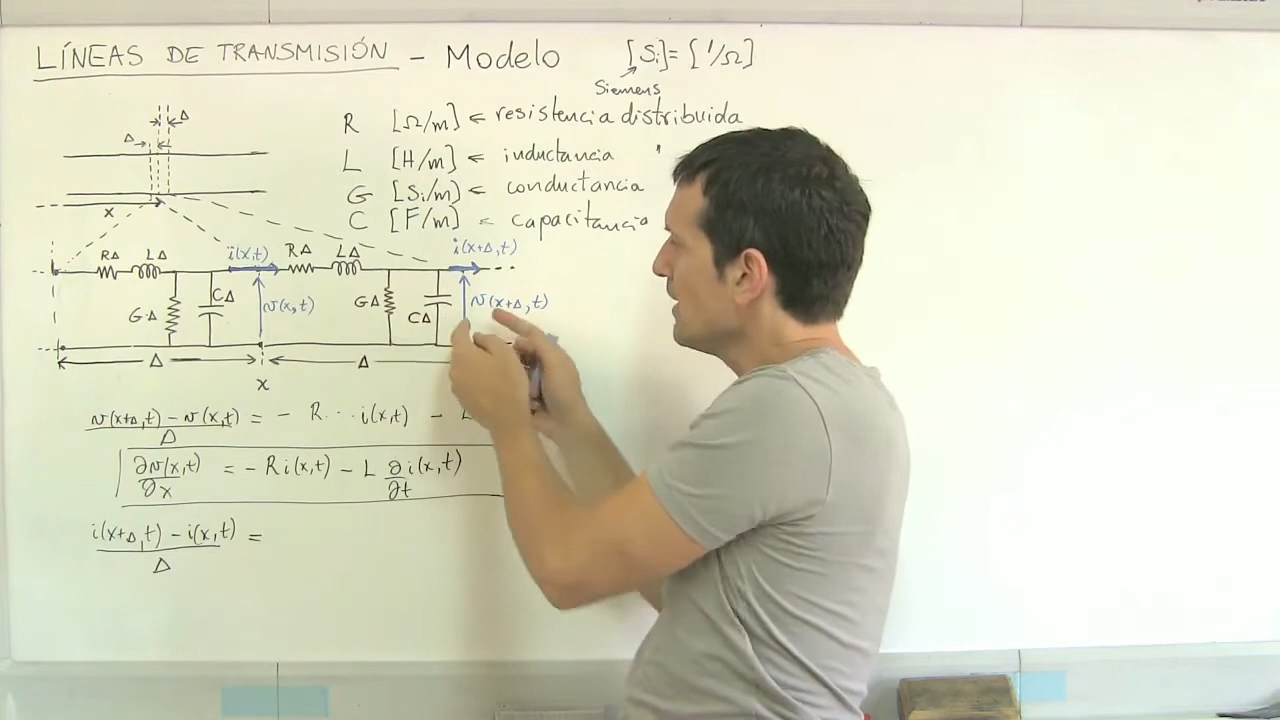 LÍNEAS DE TRANSMISIÓN - Modelo [Si]= [1/Ω]
Siemens
R [Ω/m] ← resistencia distribuida
L [H/m] ← inductancia "
G [Si/m] ← conductancia
C [F/m] ← capacitancia
Δ
Δ
x
RΔ LΔ i(x,t) RΔ LΔ i(x+Δ,t)
GΔ CΔ v(x,t) GΔ CΔ v(x+Δ,t)
Δ Δ
x
v(x+Δ,t) - v(x,t) / Δ = - R ... i(x,t) - L
∂v(x,t) / ∂x = - R i(x,t) - L ∂i(x,t) / ∂t
i(x+Δ,t) - i(x,t) / Δ =